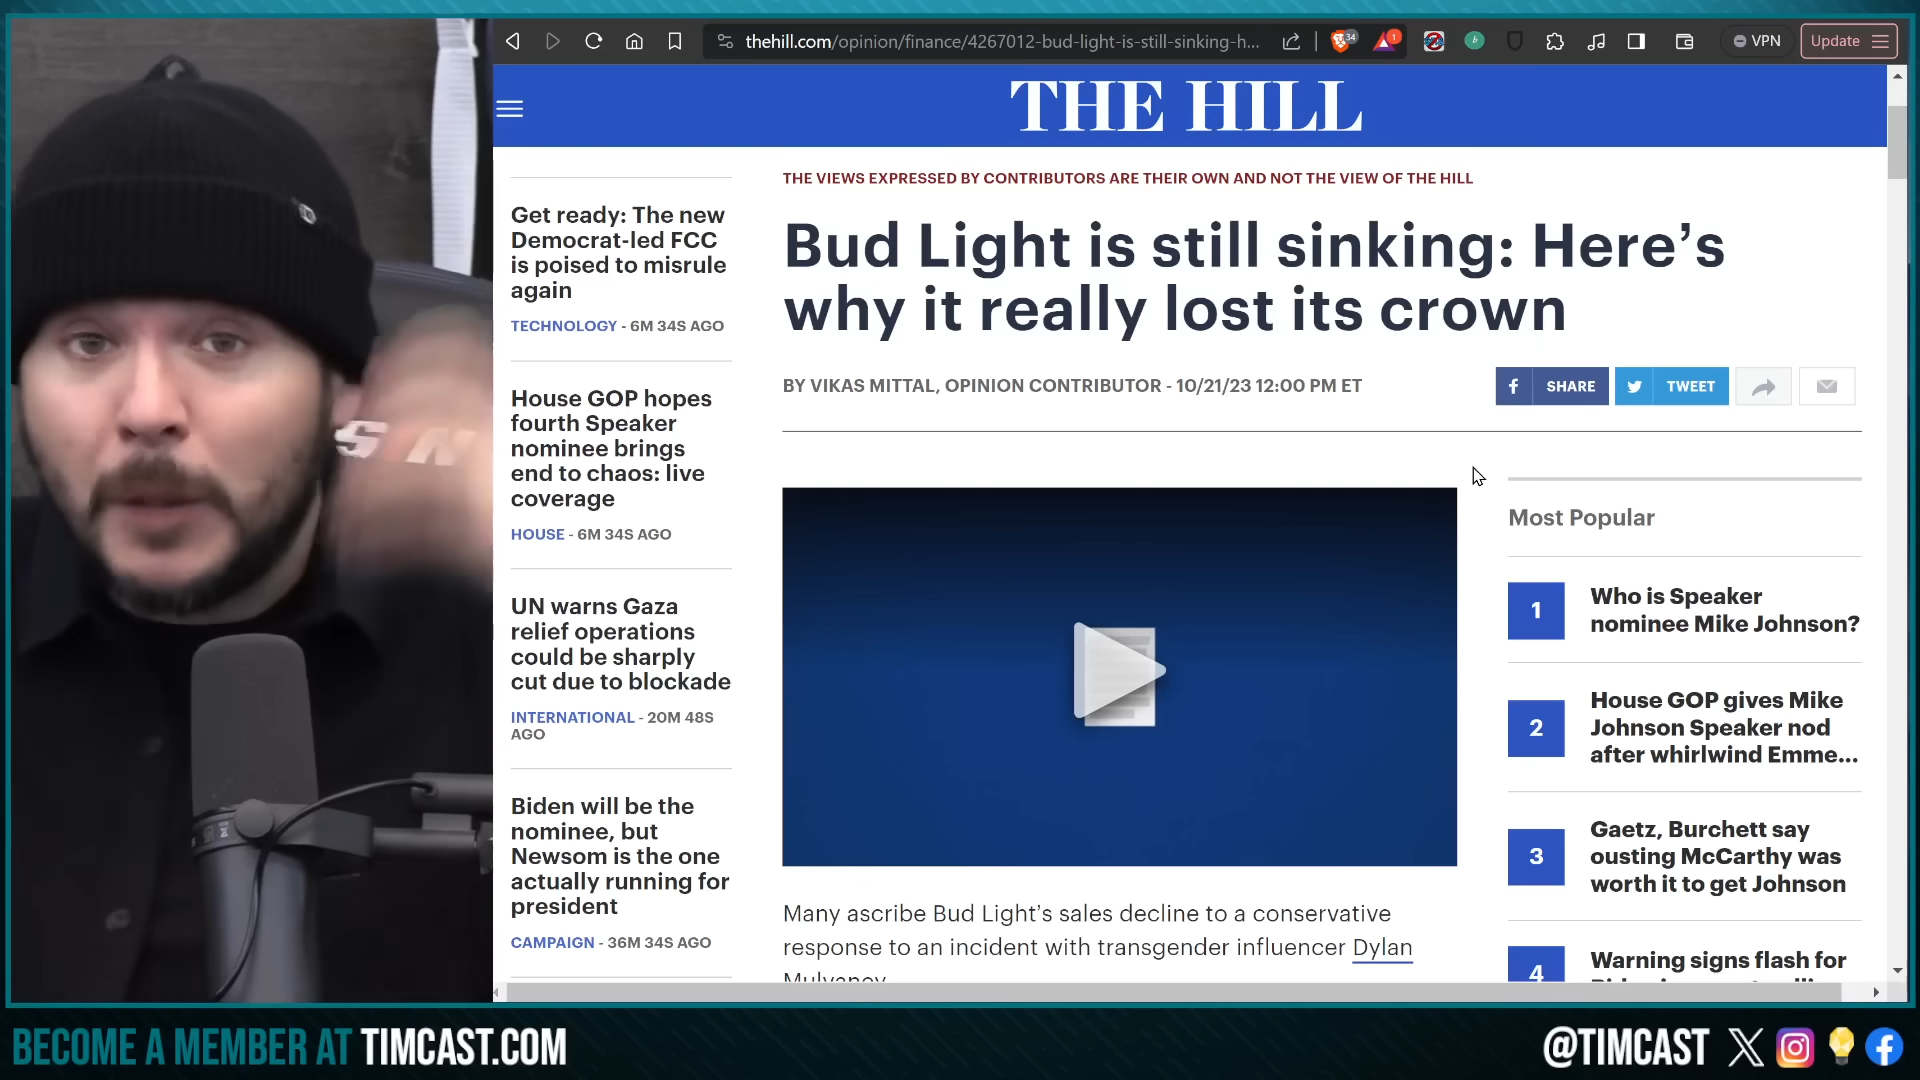 thehill.com/opinion/finance/4267012-bud-light-is-still-sinking-h...
34
1
VPN
Update
THE HILL
Get ready: The new
Democrat-led FCC
is poised to misrule
again
TECHNOLOGY - 6M 34S AGO
House GOP hopes
fourth Speaker
nominee brings
end to chaos: live
coverage
HOUSE - 6M 34S AGO
UN warns Gaza
relief operations
could be sharply
cut due to blockade
INTERNATIONAL - 20M 48S
AGO
Biden will be the
nominee, but
Newsom is the one
actually running for
president
CAMPAIGN - 36M 34S AGO
THE VIEWS EXPRESSED BY CONTRIBUTORS ARE THEIR OWN AND NOT THE VIEW OF THE HILL
Bud Light is still sinking: Here's
why it really lost its crown
BY VIKAS MITTAL, OPINION CONTRIBUTOR - 10/21/23 12:00 PM ET
SHARE
TWEET
Many ascribe Bud Light's sales decline to a conservative
response to an incident with transgender influencer Dylan
Mulvaney
Most Popular
1
Who is Speaker
nominee Mike Johnson?
2
House GOP gives Mike
Johnson Speaker nod
after whirlwind Emme...
3
Gaetz, Burchett say
ousting McCarthy was
worth it to get Johnson
4
Warning signs flash for
BECOME A MEMBER AT TIMCAST.COM
@TIMCAST